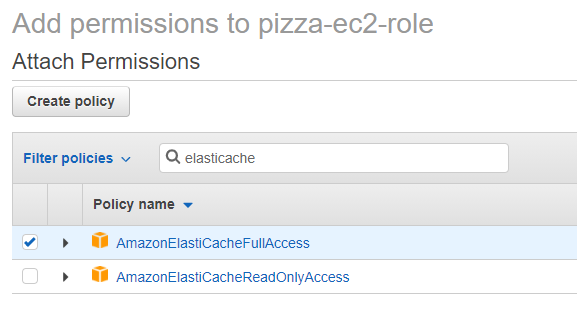 Add permissions to pizza-ec2-role
Attach Permissions
Create policy
Filter policies
elasticache
Policy name
AmazonElastiCacheFullAccess
AmazonElastiCacheReadOnlyAccess